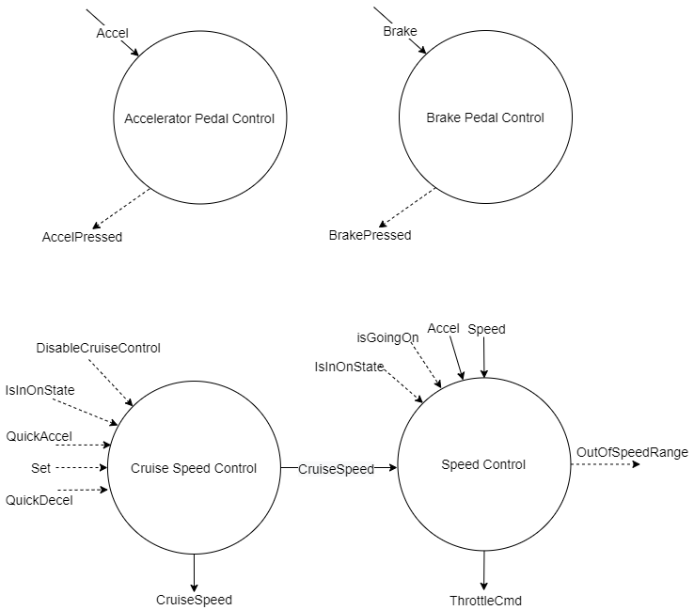 Accel
Brake
Accelerator Pedal Control
Brake Pedal Control
AccelPressed
BrakePressed
DisableCruiseControl
IsInOnState
QuickAccel
Set
QuickDecel
Cruise Speed Control
CruiseSpeed
CruiseSpeed
isGoingOn
Accel
Speed
IsInOnState
Speed Control
OutOfSpeedRange
ThrottleCmd